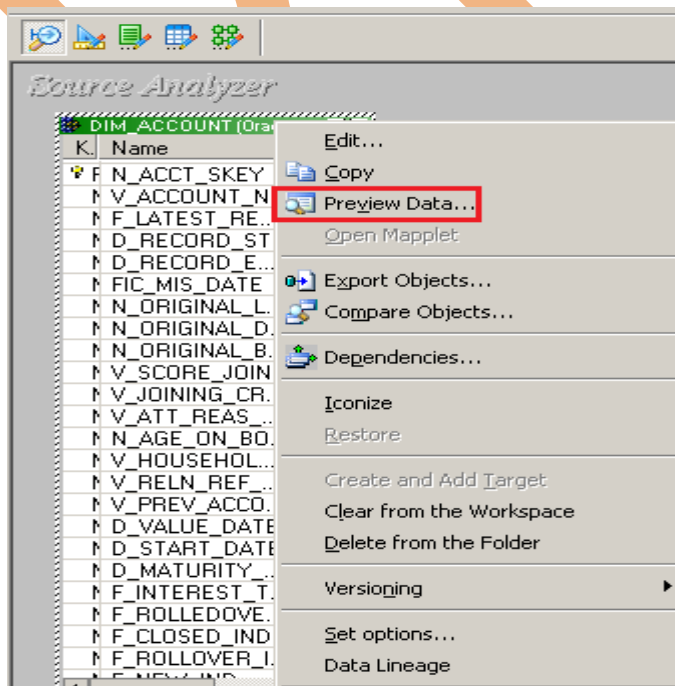 Source Analyzer
DIM_ACCOUNT (Ora
K. Name
N_ACCT_SKEY
V_ACCOUNT_N
F_LATEST_RE..
D_RECORD_ST
D_RECORD_E...
FIC_MIS_DATE
N_ORIGINAL_L.
N_ORIGINAL_D.
N_ORIGINAL_B.
V_SCORE_JOIN
V_JOINING_CR.
V_ATT_REAS_..
N_AGE_ON_BO.
V_HOUSEHOL...
V_RELN_REF_..
V_PREV_ACCO.
D_VALUE_DATE
D_START_DATE
D_MATURITY_..
F_INTEREST_T.
F_ROLLEDOVE.
F_CLOSED_IND
F_ROLLOVER_I.
Edit...
Copy
Preview Data...
Open Mapplet
Export Objects...
Compare Objects...
Dependencies...
Iconize
Restore
Create and Add Target
Clear from the Workspace
Delete from the Folder
Versioning
Set options...
Data Lineage